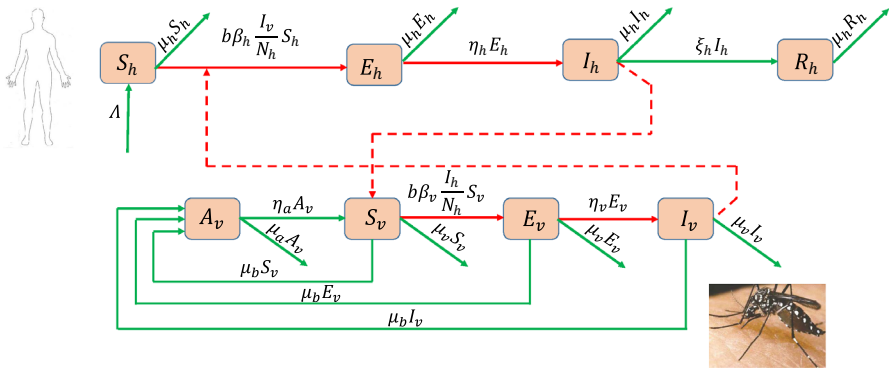 μ_h S_h
bβ_h I_v/N_h S_h
μ_h E_h
η_h E_h
μ_h I_h
ξ_h I_h
μ_h R_h
S_h
E_h
I_h
R_h
Λ
A_v
η_a A_v
S_v
bβ_v I_h/N_h S_v
E_v
η_v E_v
I_v
μ_a A_v
μ_v S_v
μ_v E_v
μ_v I_v
μ_b S_v
μ_b E_v
μ_b I_v